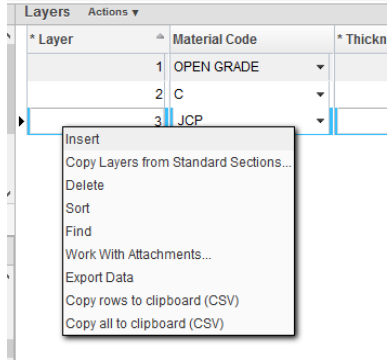 Layers Actions ▾
* Layer Material Code * Thickn
1 OPEN GRADE
2 C
3 JCP
Insert
Copy Layers from Standard Sections...
Delete
Sort
Find
Work With Attachments...
Export Data
Copy rows to clipboard (CSV)
Copy all to clipboard (CSV)